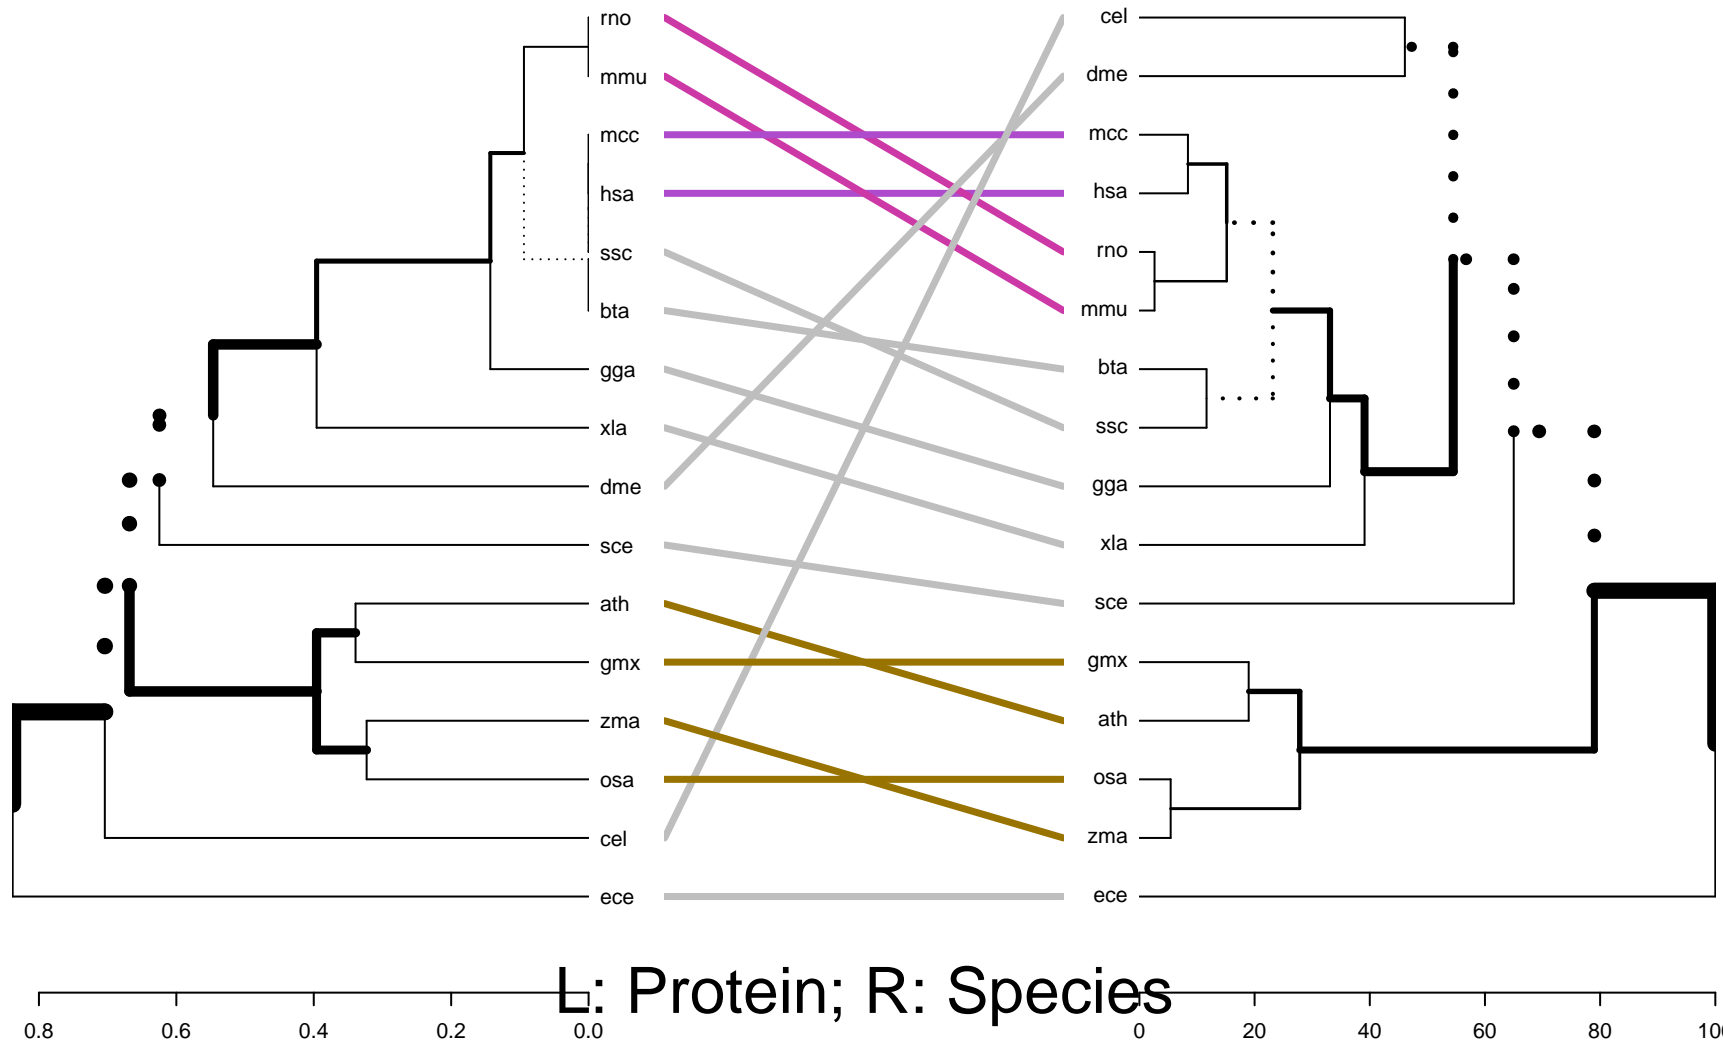 rno cel
mmu dme
mcc mcc
hsa hsa
ssc rno
bta mmu
gga bta
xla ssc
dme gga
sce xla
ath sce
gmx gmx
zma ath
osa osa
cel zma
ece ece
L: Protein; R: Species
0.8 0.6 0.4 0.2 0.0 0 20 40 60 80